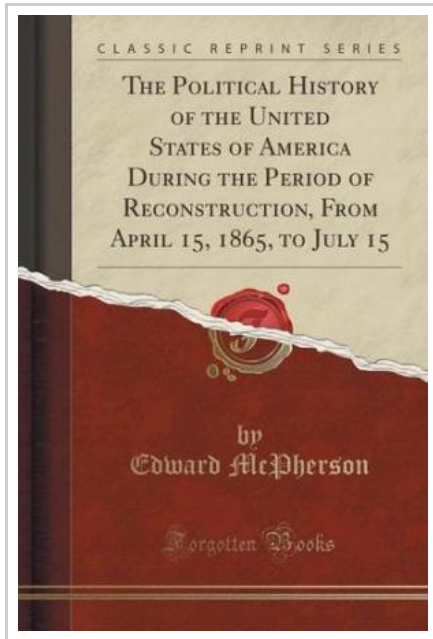 CLASSIC REPRINT SERIES
THE POLITICAL HISTORY
OF THE UNITED
STATES OF AMERICA
DURING THE PERIOD OF
RECONSTRUCTION, FROM
APRIL 15, 1865, TO JULY 15
by
Edward McPherson
Forgotten Books